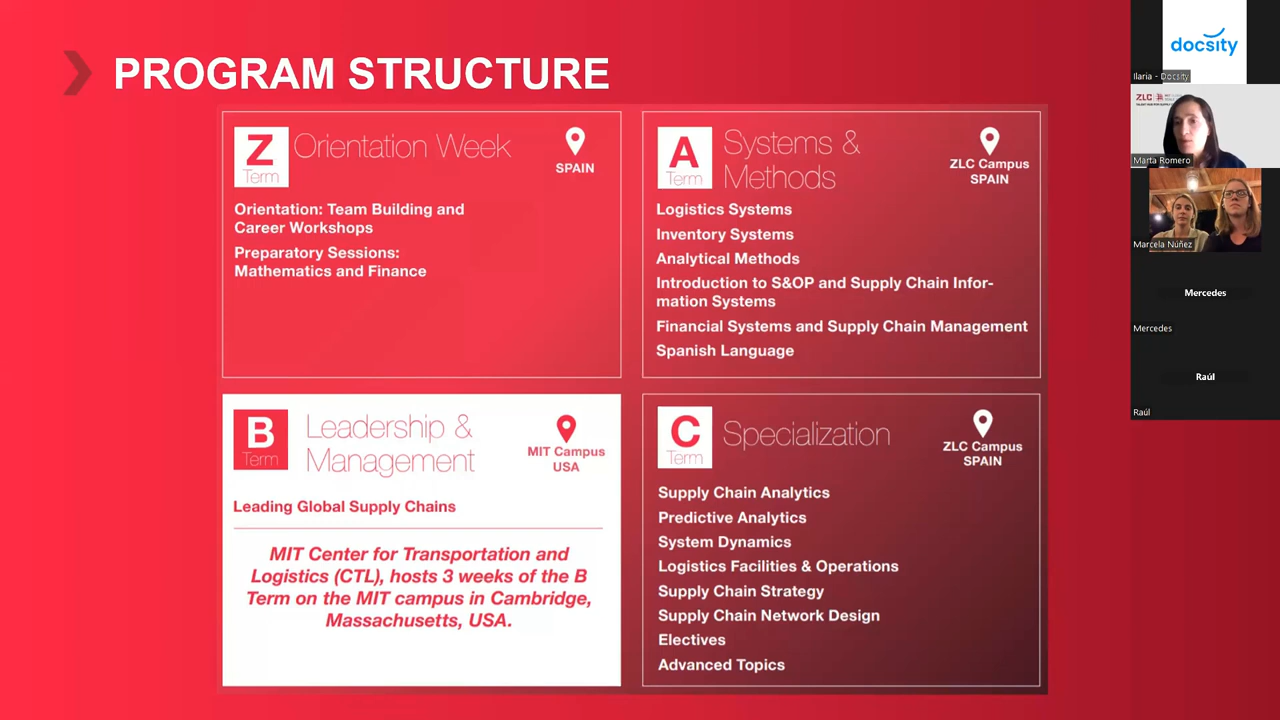 PROGRAM STRUCTURE
Z
Term
Orientation Week
SPAIN
Orientation: Team Building and
Career Workshops
Preparatory Sessions:
Mathematics and Finance
A
Term
Systems &
Methods
ZLC Campus
SPAIN
Logistics Systems
Inventory Systems
Analytical Methods
Introduction to S&OP and Supply Chain Infor-
mation Systems
Financial Systems and Supply Chain Management
Spanish Language
B
Term
Leadership &
Management
MIT Campus
USA
Leading Global Supply Chains
MIT Center for Transportation and
Logistics (CTL), hosts 3 weeks of the B
Term on the MIT campus in Cambridge,
Massachusetts, USA.
C
Term
Specialization
ZLC Campus
SPAIN
Supply Chain Analytics
Predictive Analytics
System Dynamics
Logistics Facilities & Operations
Supply Chain Strategy
Supply Chain Network Design
Electives
Advanced Topics
docsity
Ilaria - Docsity
ZLC
Marta Romero
Marcela Núñez
Mercedes
Mercedes
Raúl
Raúl